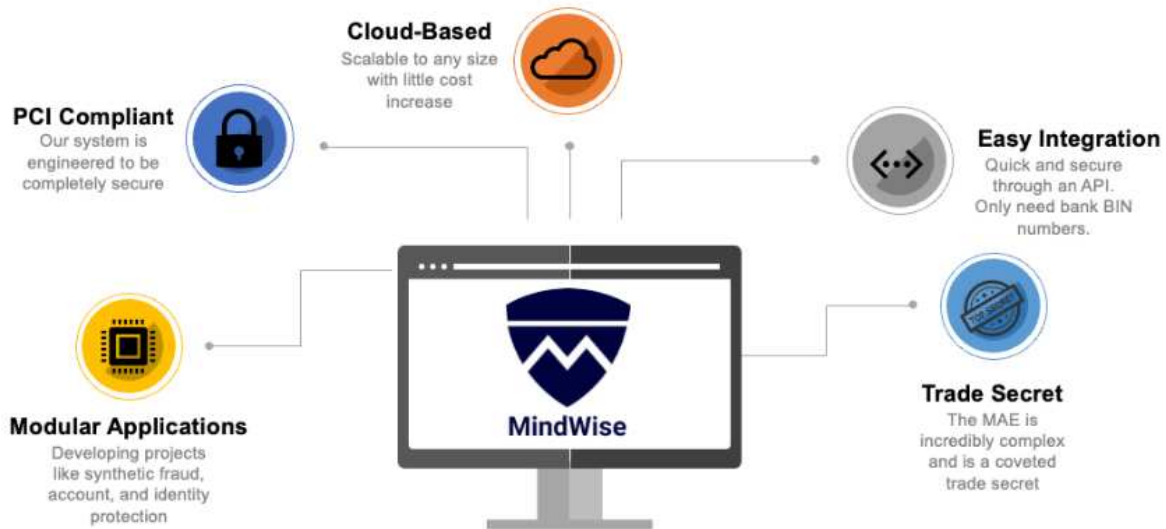 Cloud-Based
Scalable to any size
with little cost
increase
PCI Compliant
Our system is
engineered to be
completely secure
Easy Integration
Quick and secure
through an API.
Only need bank BIN
numbers.
TOP SECRET
MindWise
Modular Applications
Developing projects
like synthetic fraud,
account, and identity
protection
Trade Secret
The MAE is
incredibly complex
and is a coveted
trade secret